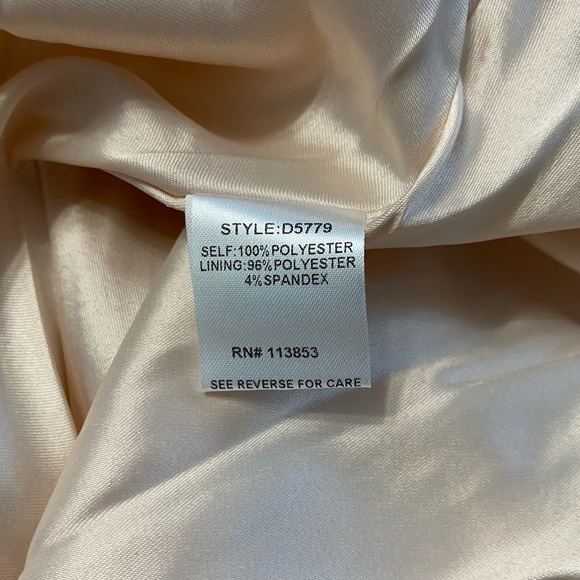 STYLE:D5779
SELF:100%POLYESTER
LINING:96%POLYESTER
4%SPANDEX
RN# 113853
SEE REVERSE FOR CARE